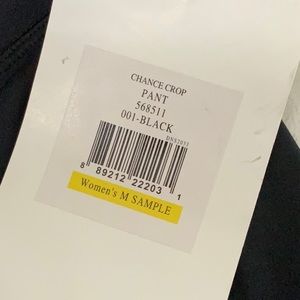 CHANCE CROP
PANT
568511
001-BLACK
8 89212 22203 1
Women's M SAMPLE